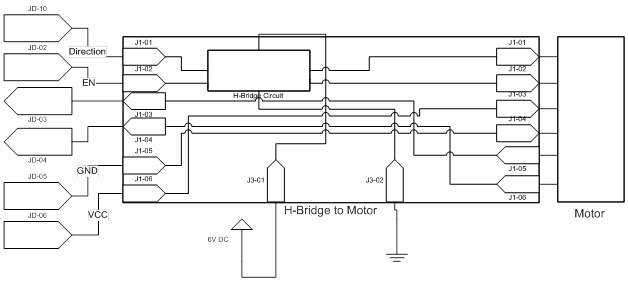 JD-10
Direction
JD-02
EN
JD-03
JD-04
JD-05
GND
JD-06
VCC
J1-01
J1-02
J1-03
J1-04
J1-05
J1-06
H-Bridge Circuit
J3-01
J3-02
H-Bridge to Motor
6V DC
J1-01
J1-02
J1-03
J1-04
J1-05
J1-06
Motor